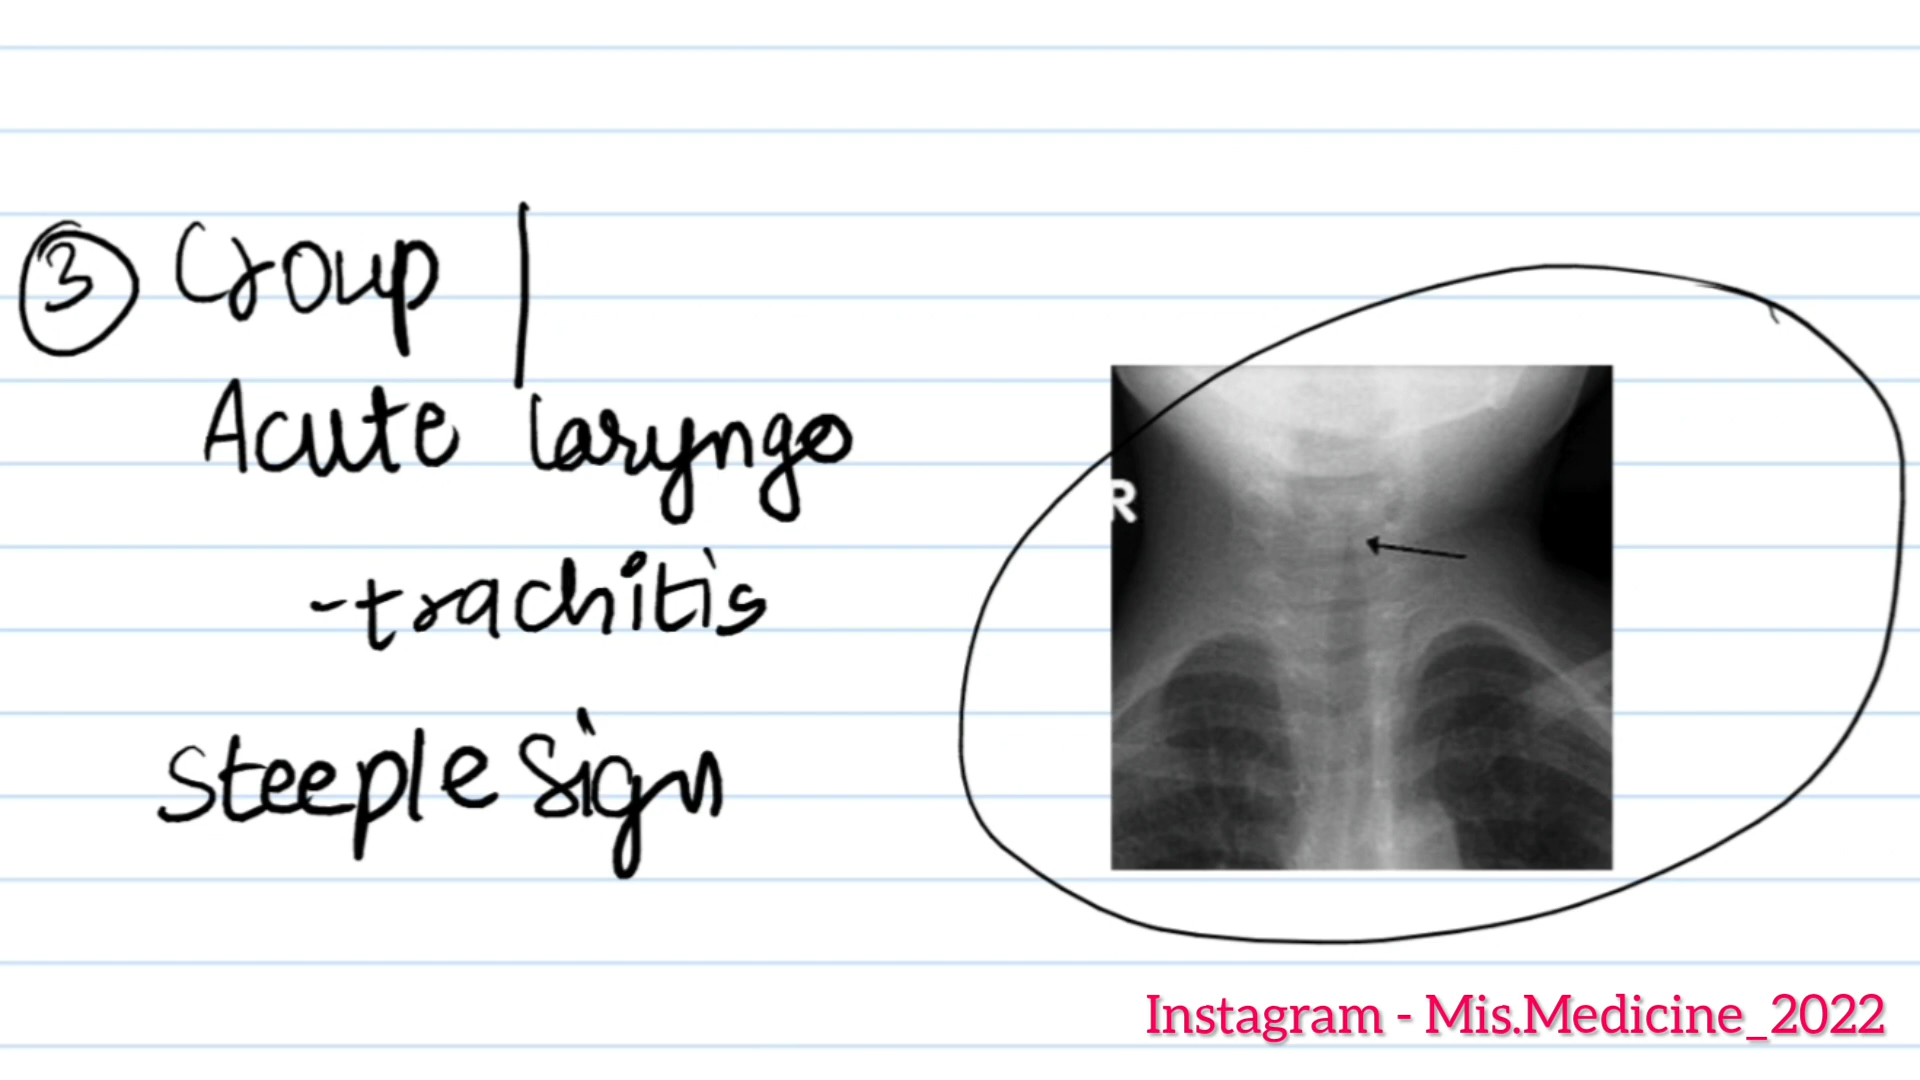 3 Croup |
Acute laryngo
-trachitis
Steeple Sign
R
Instagram - Mis.Medicine_2022